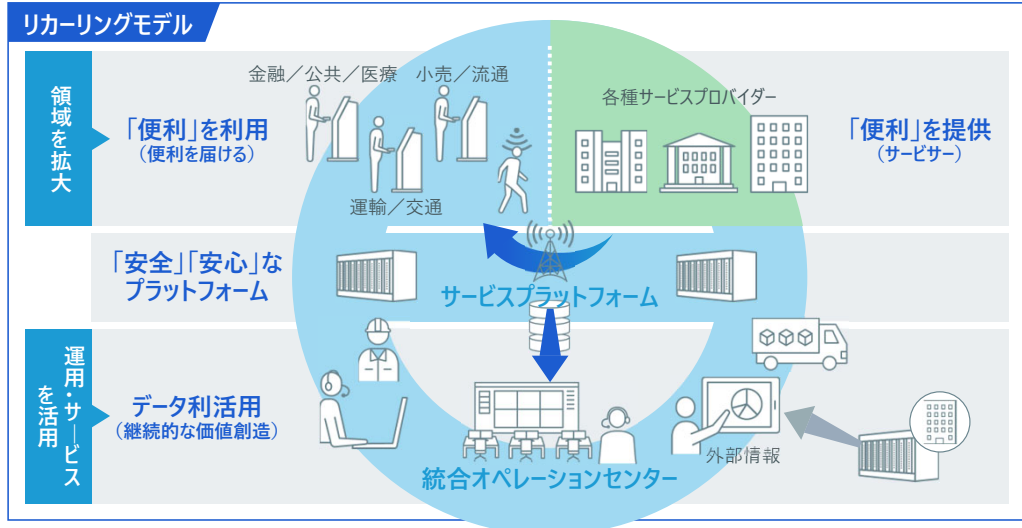 リカーリングモデル
領域を拡大
「便利」を利用
(便利を届ける)
金融／公共／医療
小売／流通
運輸／交通
各種サービスプロバイダー
「便利」を提供
(サービサー)
「安全」「安心」な
プラットフォーム
サービスプラットフォーム
運用・サービス
を活用
データ利活用
(継続的な価値創造)
外部情報
統合オペレーションセンター